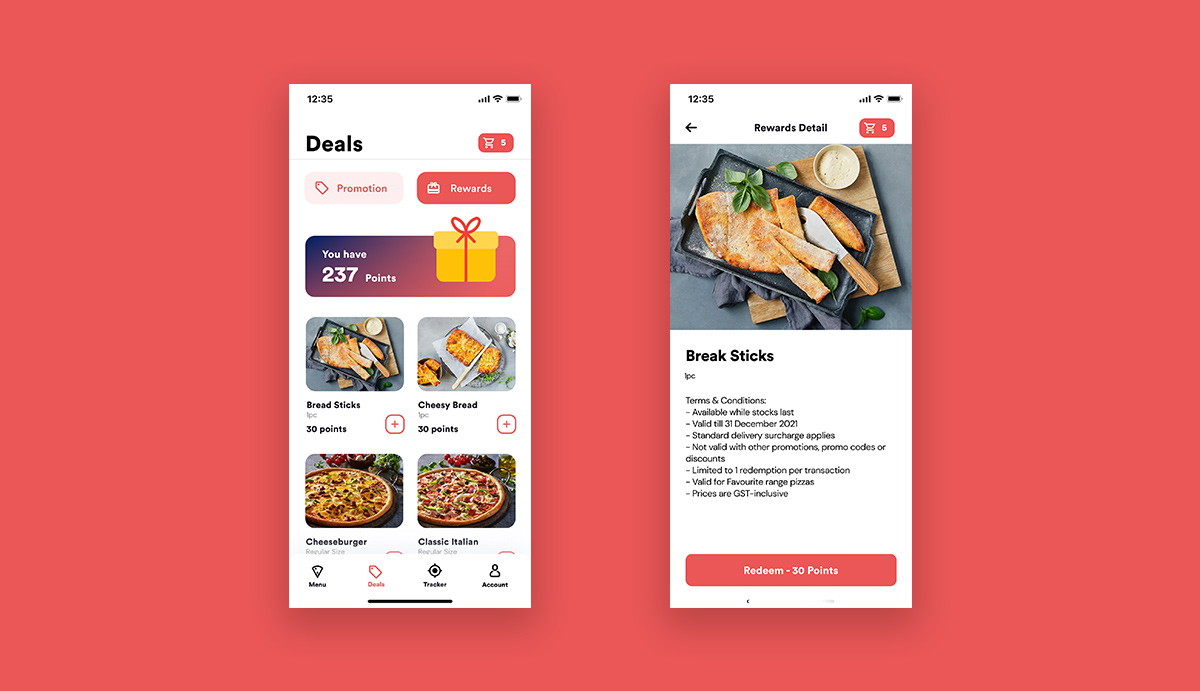 12:35
Deals
5
Promotion
Rewards
You have
237 Points
Bread Sticks
1pc
30 points
Cheesy Bread
1pc
30 points
Cheeseburger
Regular Size
Classic Italian
Regular Size
Menu
Deals
Tracker
Account
12:35
Rewards Detail
5
Break Sticks
1pc
Terms & Conditions:
- Available while stocks last
- Valid till 31 December 2021
- Standard delivery surcharge applies
- Not valid with other promotions, promo codes or
discounts
- Limited to 1 redemption per transaction
- Valid for Favourite range pizzas
- Prices are GST-inclusive
Redeem - 30 Points